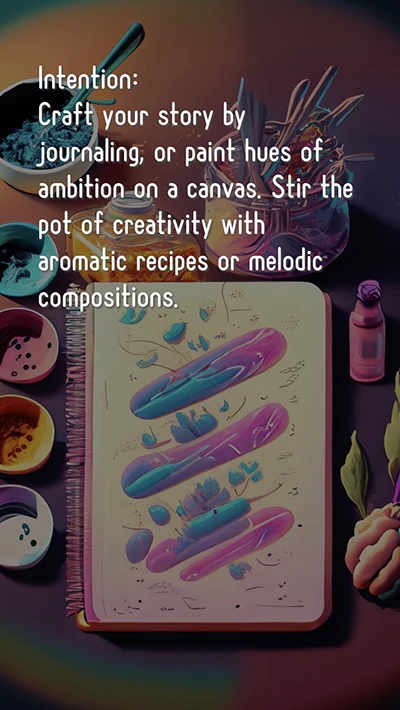 Intention:
Craft your story by
journaling, or paint hues of
ambition on a canvas. Stir the
pot of creativity with
aromatic recipes or melodic
compositions.